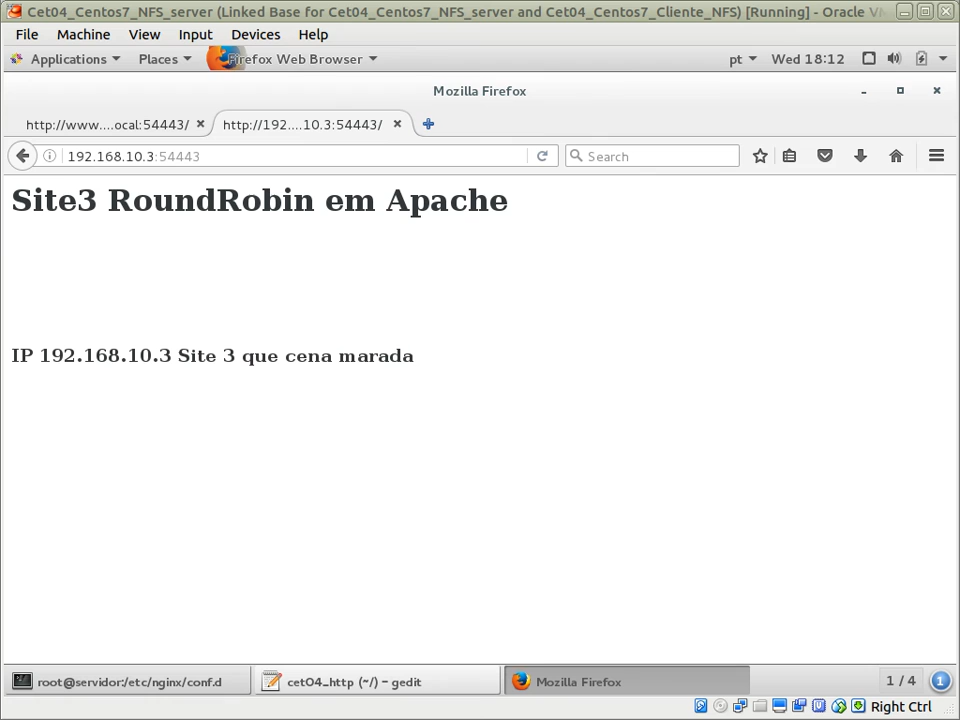 Cet04_Centos7_NFS_server (Linked Base for Cet04_Centos7_NFS_server and Cet04_Centos7_Cliente_NFS) [Running] - Oracle
File Machine View Input Devices Help
Applications Places Firefox Web Browser pt Wed 18:12
Mozilla Firefox
http://www....ocal:54443/ http://192....10.3:54443/
192.168.10.3:54443 Search
Site3 RoundRobin em Apache
IP 192.168.10.3 Site 3 que cena marada
root@servidor:/etc/nginx/conf.d cet04_http (~/) - gedit Mozilla Firefox 1 / 4 1
Right Ctrl